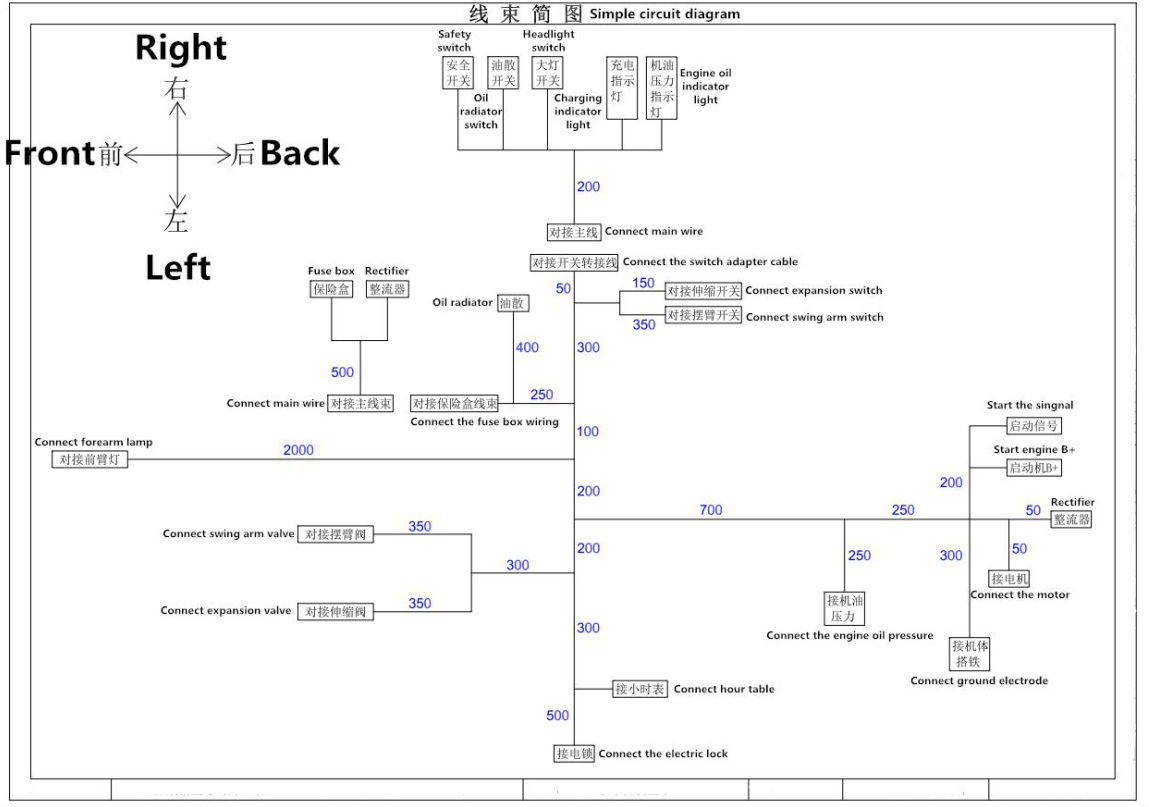 线束简图 Simple circuit diagram
Right
右
Front 前 后 Back
左
Left
Safety
switch
安全
开关
油散
开关
Oil
radiator
switch
Headlight
switch
大灯
开关
Charging
indicator
light
充电
指示
灯
机油
压力
指示
灯
Engine oil
indicator
light
200
对接主线 Connect main wire
对接开关转接线 Connect the switch adapter cable
50
150
对接伸缩开关 Connect expansion switch
350
对接摆臂开关 Connect swing arm switch
Fuse box
保险盒
Rectifier
整流器
500
Connect main wire 对接主线束
Oil radiator 油散
400
300
250
对接保险盒线束
Connect the fuse box wiring
100
Connect forearm lamp
对接前臂灯
2000
200
Start the singnal
启动信号
Start engine B+
启动机B+
200
700
250
50
Rectifier
整流器
Connect swing arm valve 对接摆臂阀
350
200
300
Connect expansion valve 对接伸缩阀
350
250
接机油
压力
Connect the engine oil pressure
300
50
接电机
Connect the motor
接机体
搭铁
Connect ground electrode
300
接小时表 Connect hour table
500
接电锁 Connect the electric lock